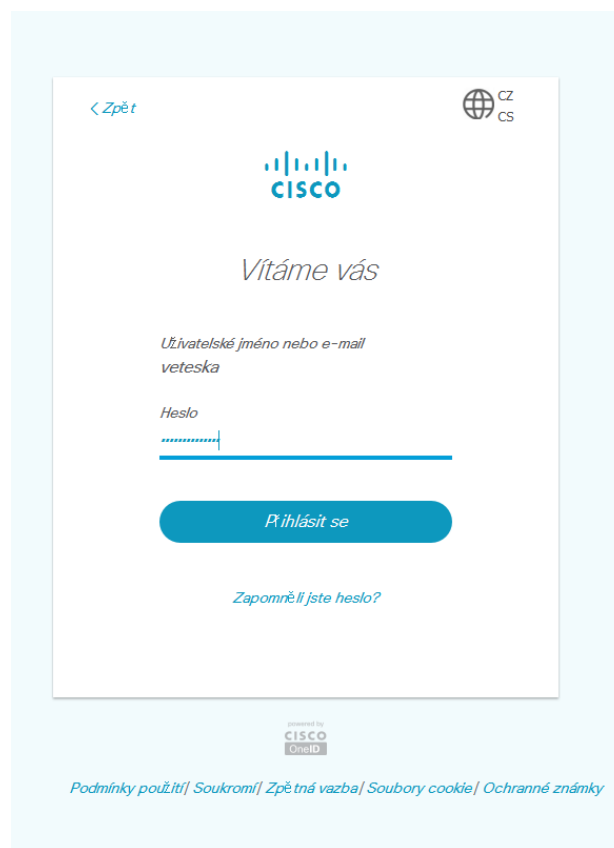 Zpět
CZ
CS
CISCO
Vítáme vás
Uživatelské jméno nebo e-mail
veteska
Heslo
Přihlásit se
Zapomněli jste heslo?
powered by
CISCO
OneID
Podmínky použití | Soukromí | Zpětná vazba | Soubory cookie | Ochranné známky